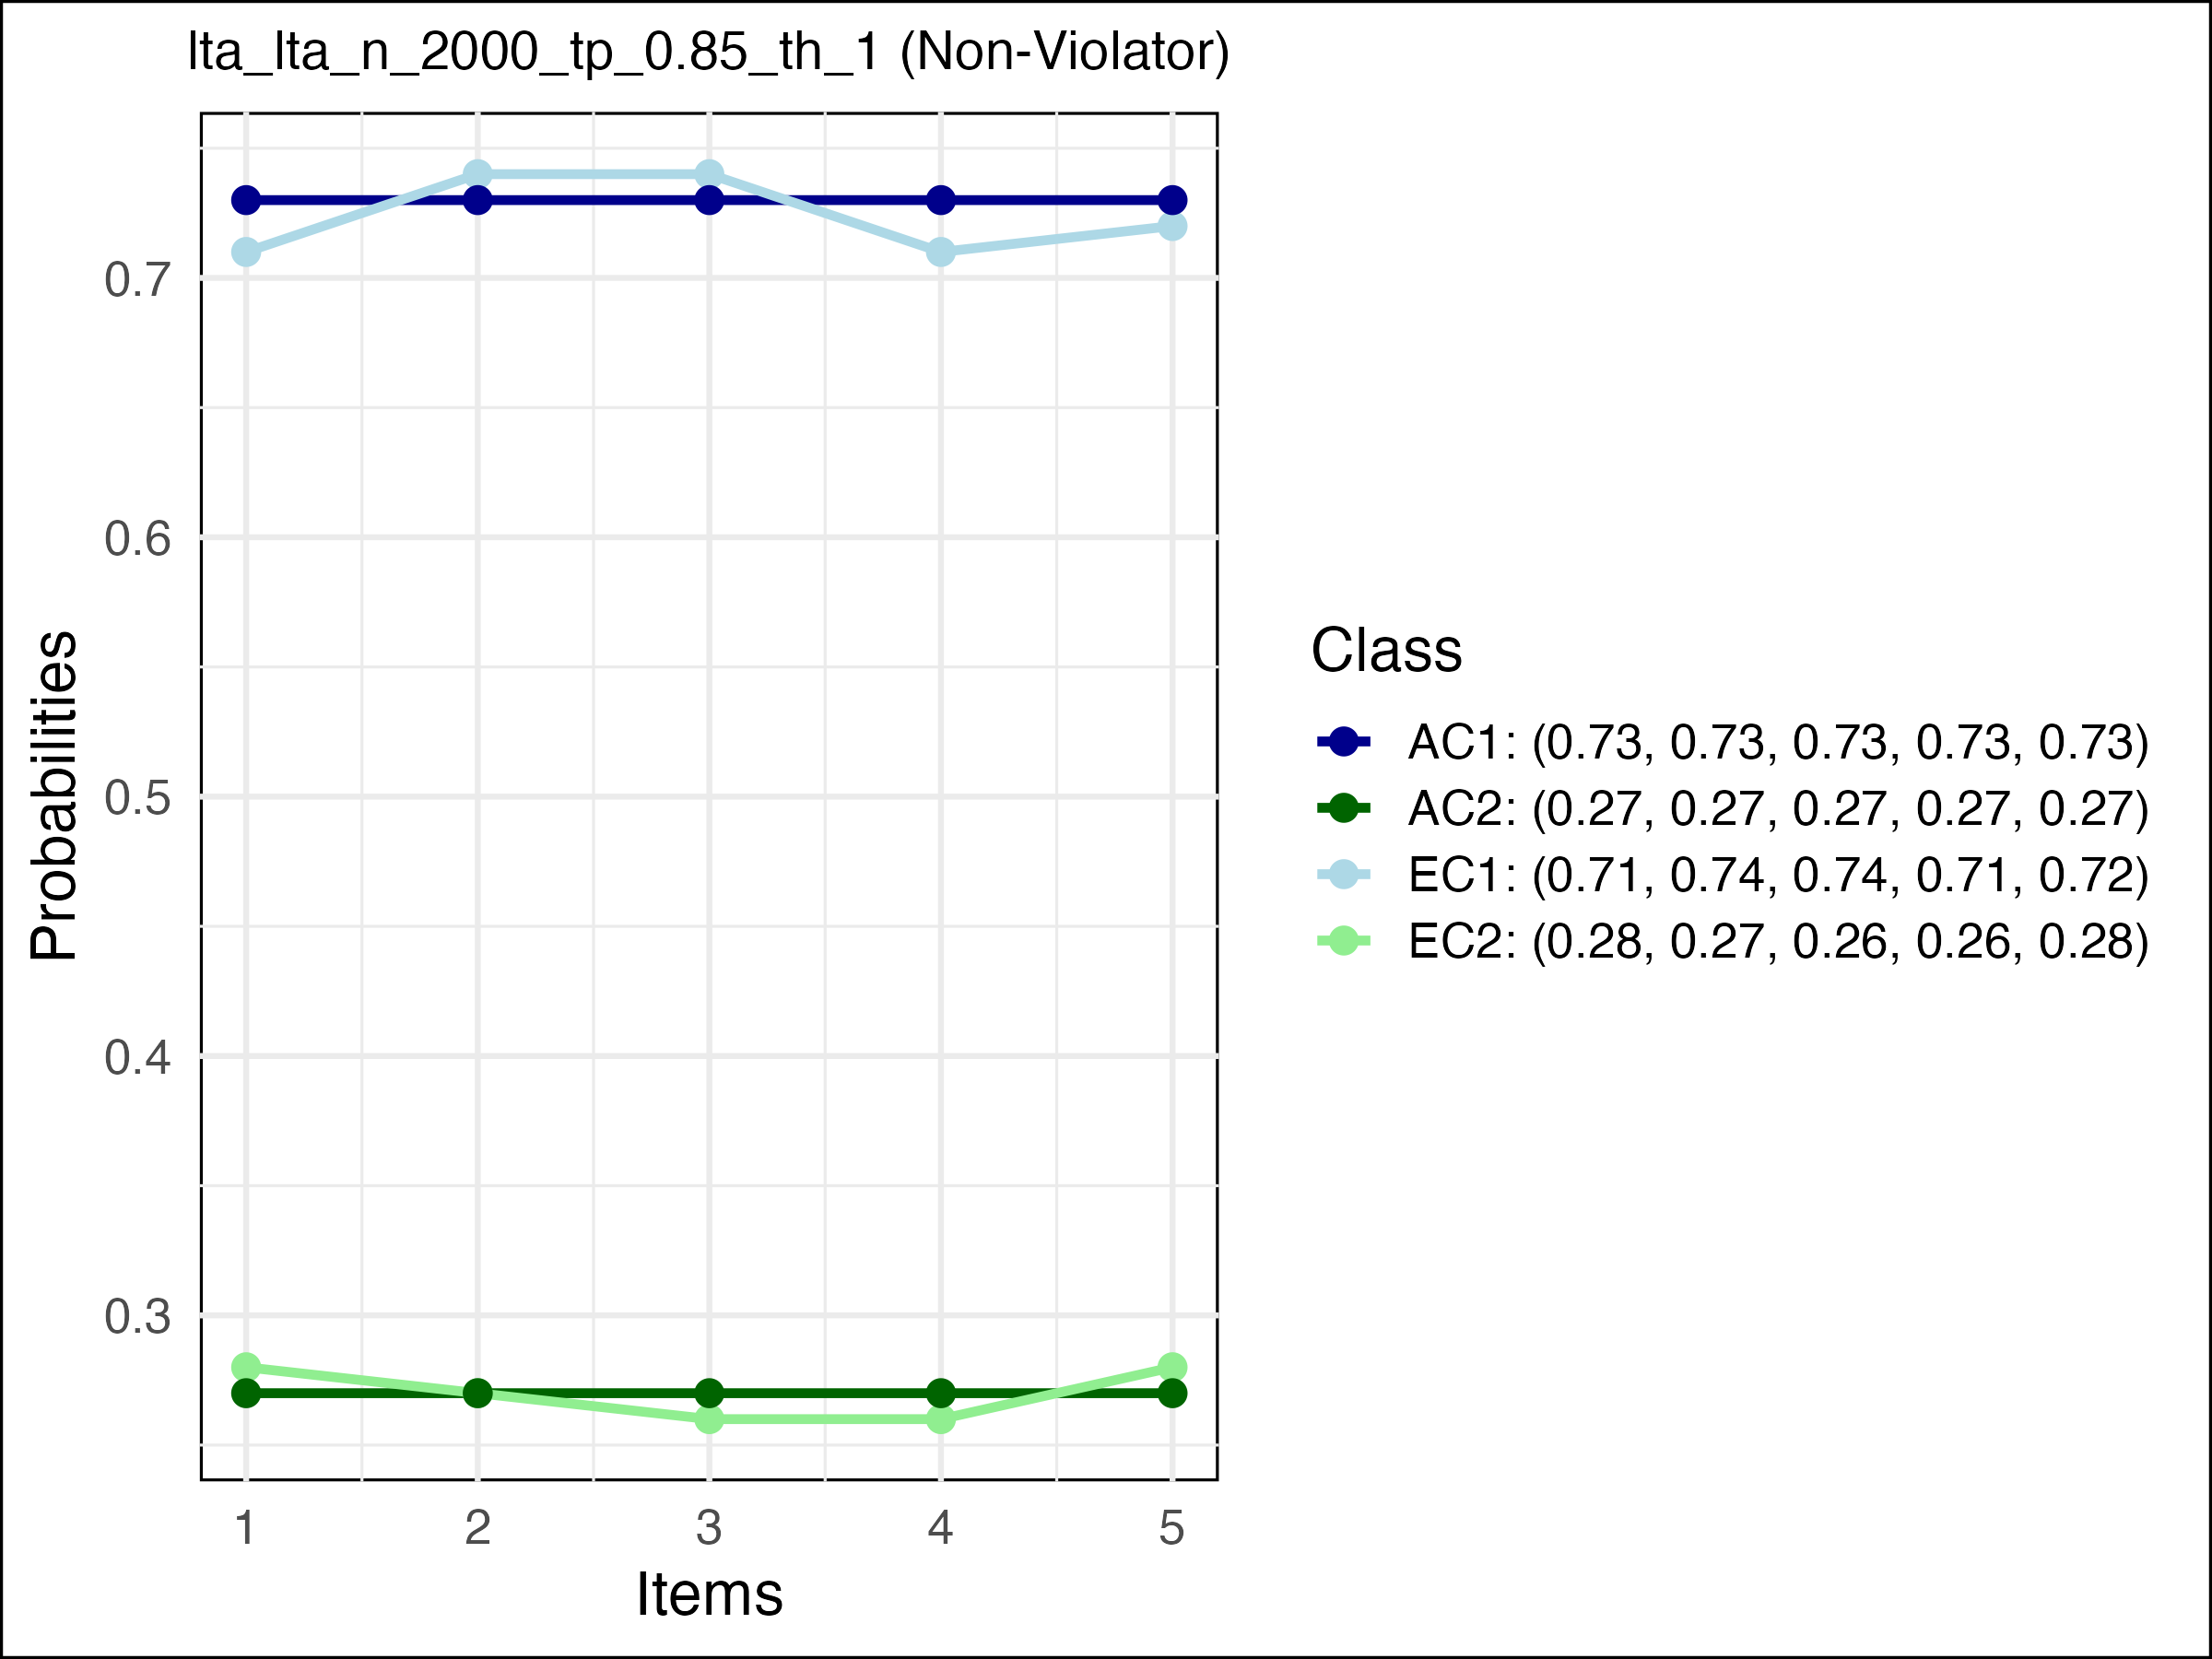 lta_lta_n_2000_tp_0.85_th_1 (Non-Violator)
Probabilities
0.7
0.6
0.5
0.4
0.3
1 2 3 4 5
Items
Class
AC1: (0.73, 0.73, 0.73, 0.73, 0.73)
AC2: (0.27, 0.27, 0.27, 0.27, 0.27)
EC1: (0.71, 0.74, 0.74, 0.71, 0.72)
EC2: (0.28, 0.27, 0.26, 0.26, 0.28)